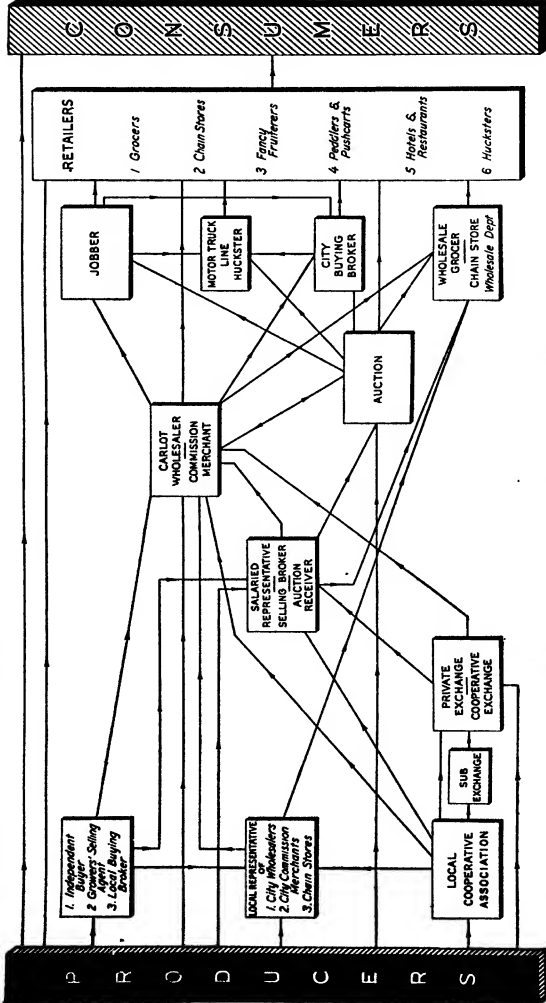 CONSUMERS
RETAILERS
1 Grocers
2 Chain Stores
3 Fancy
Fruiterers
4 Peddlers &
Pushcarts
5 Hotels &
Restaurants
6 Hucksters
JOBBER
MOTOR TRUCK
LINE
HUCKSTER
CITY
BUYING
BROKER
WHOLESALE
GROCER
CHAIN STORE
Wholesale Dept
CARLOT
WHOLESALER
COMMISSION
MERCHANT
AUCTION
SALARIED
REPRESENTATIVE
SELLING BROKER
AUCTION
RECEIVER
PRIVATE
EXCHANGE
COOPERATIVE
EXCHANGE
SUB
EXCHANGE
1. Independent
Buyer
2 Growers' Selling
Agent
3. Local Buying
Broker
LOCAL REPRESENTATIVE
OF
1. City Wholesalers
2. City Commission
Merchants
3. Chain Stores
LOCAL
COOPERATIVE
ASSOCIATION
PRODUCERS